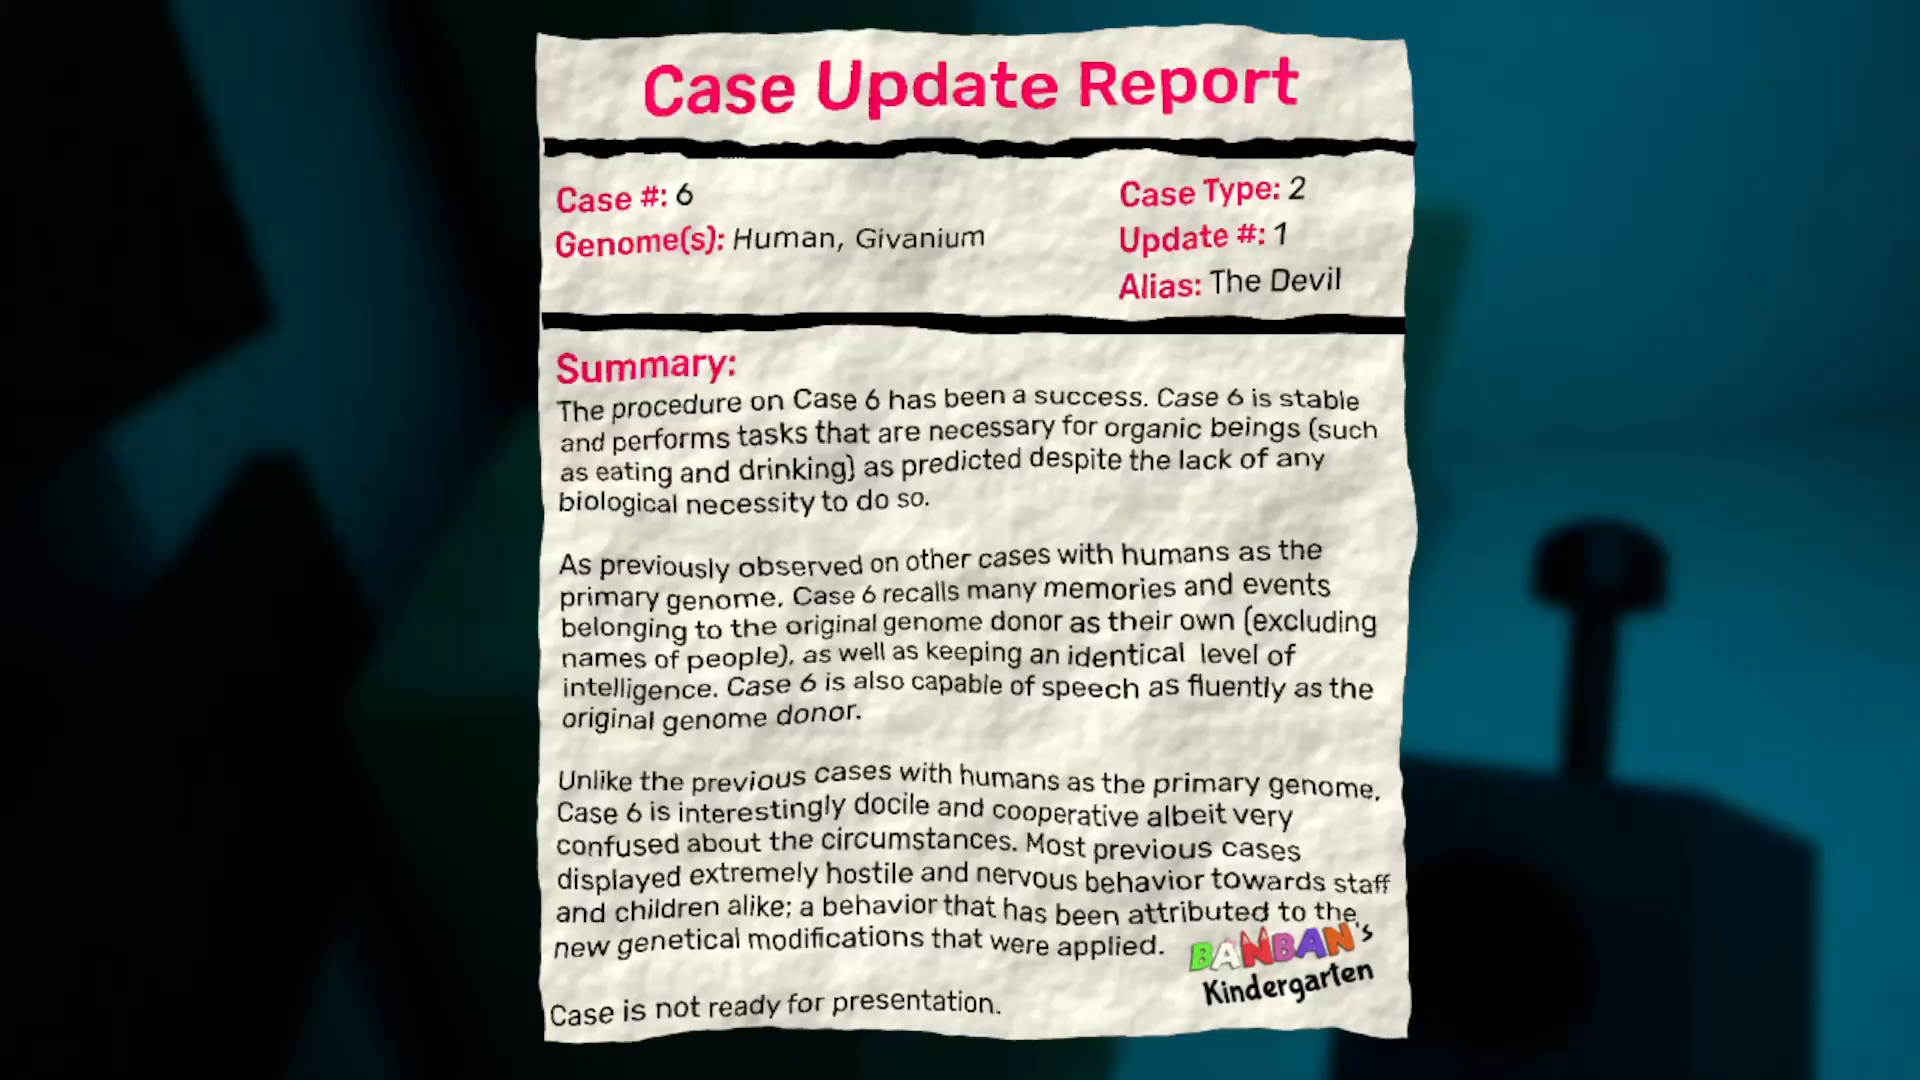 Case Update Report
Case #: 6
Case Type: 2
Genome(s): Human, Givanium
Update #: 1
Alias: The Devil
Summary:
The procedure on Case 6 has been a success. Case 6 is stable
and performs tasks that are necessary for organic beings (such
as eating and drinking) as predicted despite the lack of any
biological necessity to do so.
As previously observed on other cases with humans as the
primary genome, Case 6 recalls many memories and events
belonging to the original genome donor as their own (excluding
names of people), as well as keeping an identical level of
intelligence. Case 6 is also capable of speech as fluently as the
original genome donor.
Unlike the previous cases with humans as the primary genome,
Case 6 is interestingly docile and cooperative albeit very
confused about the circumstances. Most previous cases
displayed extremely hostile and nervous behavior towards staff
and children alike; a behavior that has been attributed to the
new genetical modifications that were applied.
BANBAN's
Kindergarten
Case is not ready for presentation.